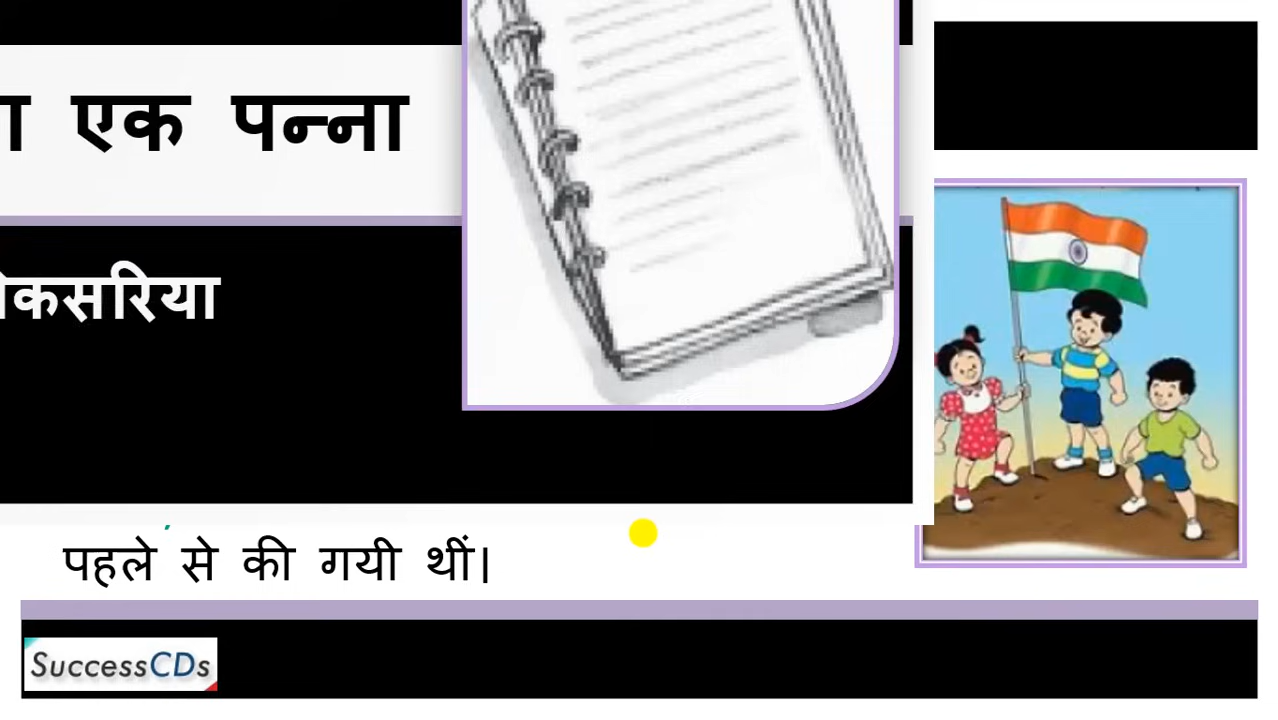 एक पन्ना
पहले से की गयी थीं।
SuccessCDs